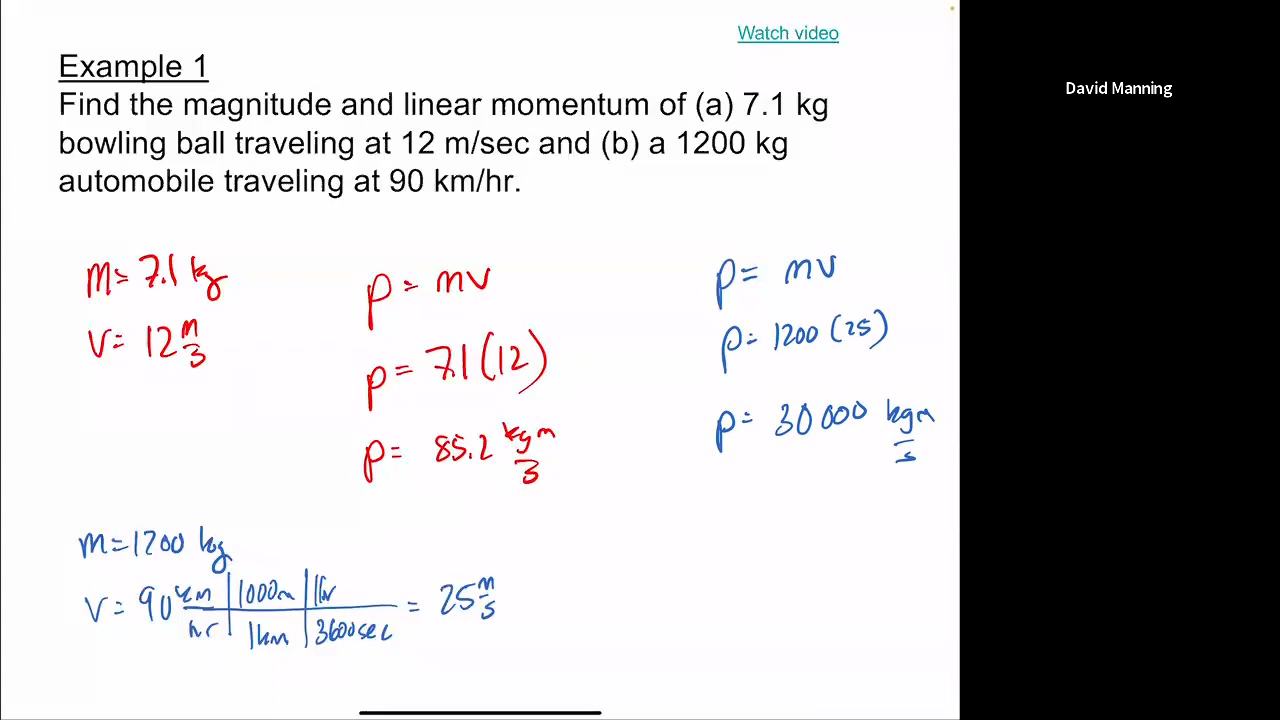 Watch video
Example 1
Find the magnitude and linear momentum of (a) 7.1 kg
bowling ball traveling at 12 m/sec and (b) a 1200 kg
automobile traveling at 90 km/hr.
David Manning
m= 7.1 kg
v= 12 m/s
p= mv
p= 7.1(12)
p= 85.2 kgm/s
p= mv
p= 1200(25)
p= 30000 kgm/s
m=1200 kg
v= 90 km/hr | 1000m/1km | 1hr/3600sec = 25 m/s